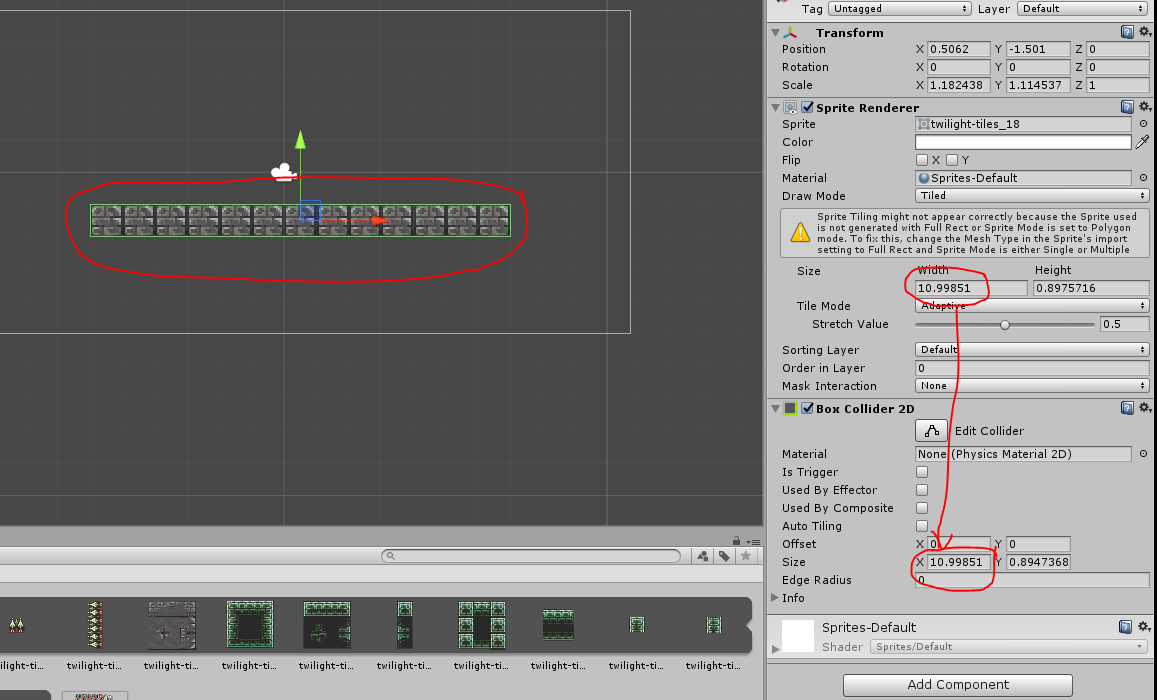 Tag Untagged Layer Default
Transform
Position X 0.5062 Y -1.501 Z 0
Rotation X 0 Y 0 Z 0
Scale X 1.182438 Y 1.114537 Z 1
Sprite Renderer
Sprite twilight-tiles_18
Color
Flip X Y
Material Sprites-Default
Draw Mode Tiled
Sprite Tiling might not appear correctly because the Sprite used
is not generated with Full Rect or Sprite Mode is set to Polygon
mode. To fix this, change the Mesh Type in the Sprite's import
setting to Full Rect and Sprite Mode is either Single or Multiple
Size Width Height
10.99851 0.8975716
Tile Mode Adaptive
Stretch Value 0.5
Sorting Layer Default
Order in Layer 0
Mask Interaction None
Box Collider 2D
Edit Collider
Material None (Physics Material 2D)
Is Trigger
Used By Effector
Used By Composite
Auto Tiling
Offset X 0 Y 0
Size X 10.99851 Y 0.8947368
Edge Radius 0
Info
Sprites-Default
Shader Sprites/Default
Add Component
ilight-ti... twilight-ti... twilight-ti... twilight-ti... twilight-ti... twilight-ti... twilight-ti... twilight-ti... twilight-ti... twilight-ti...